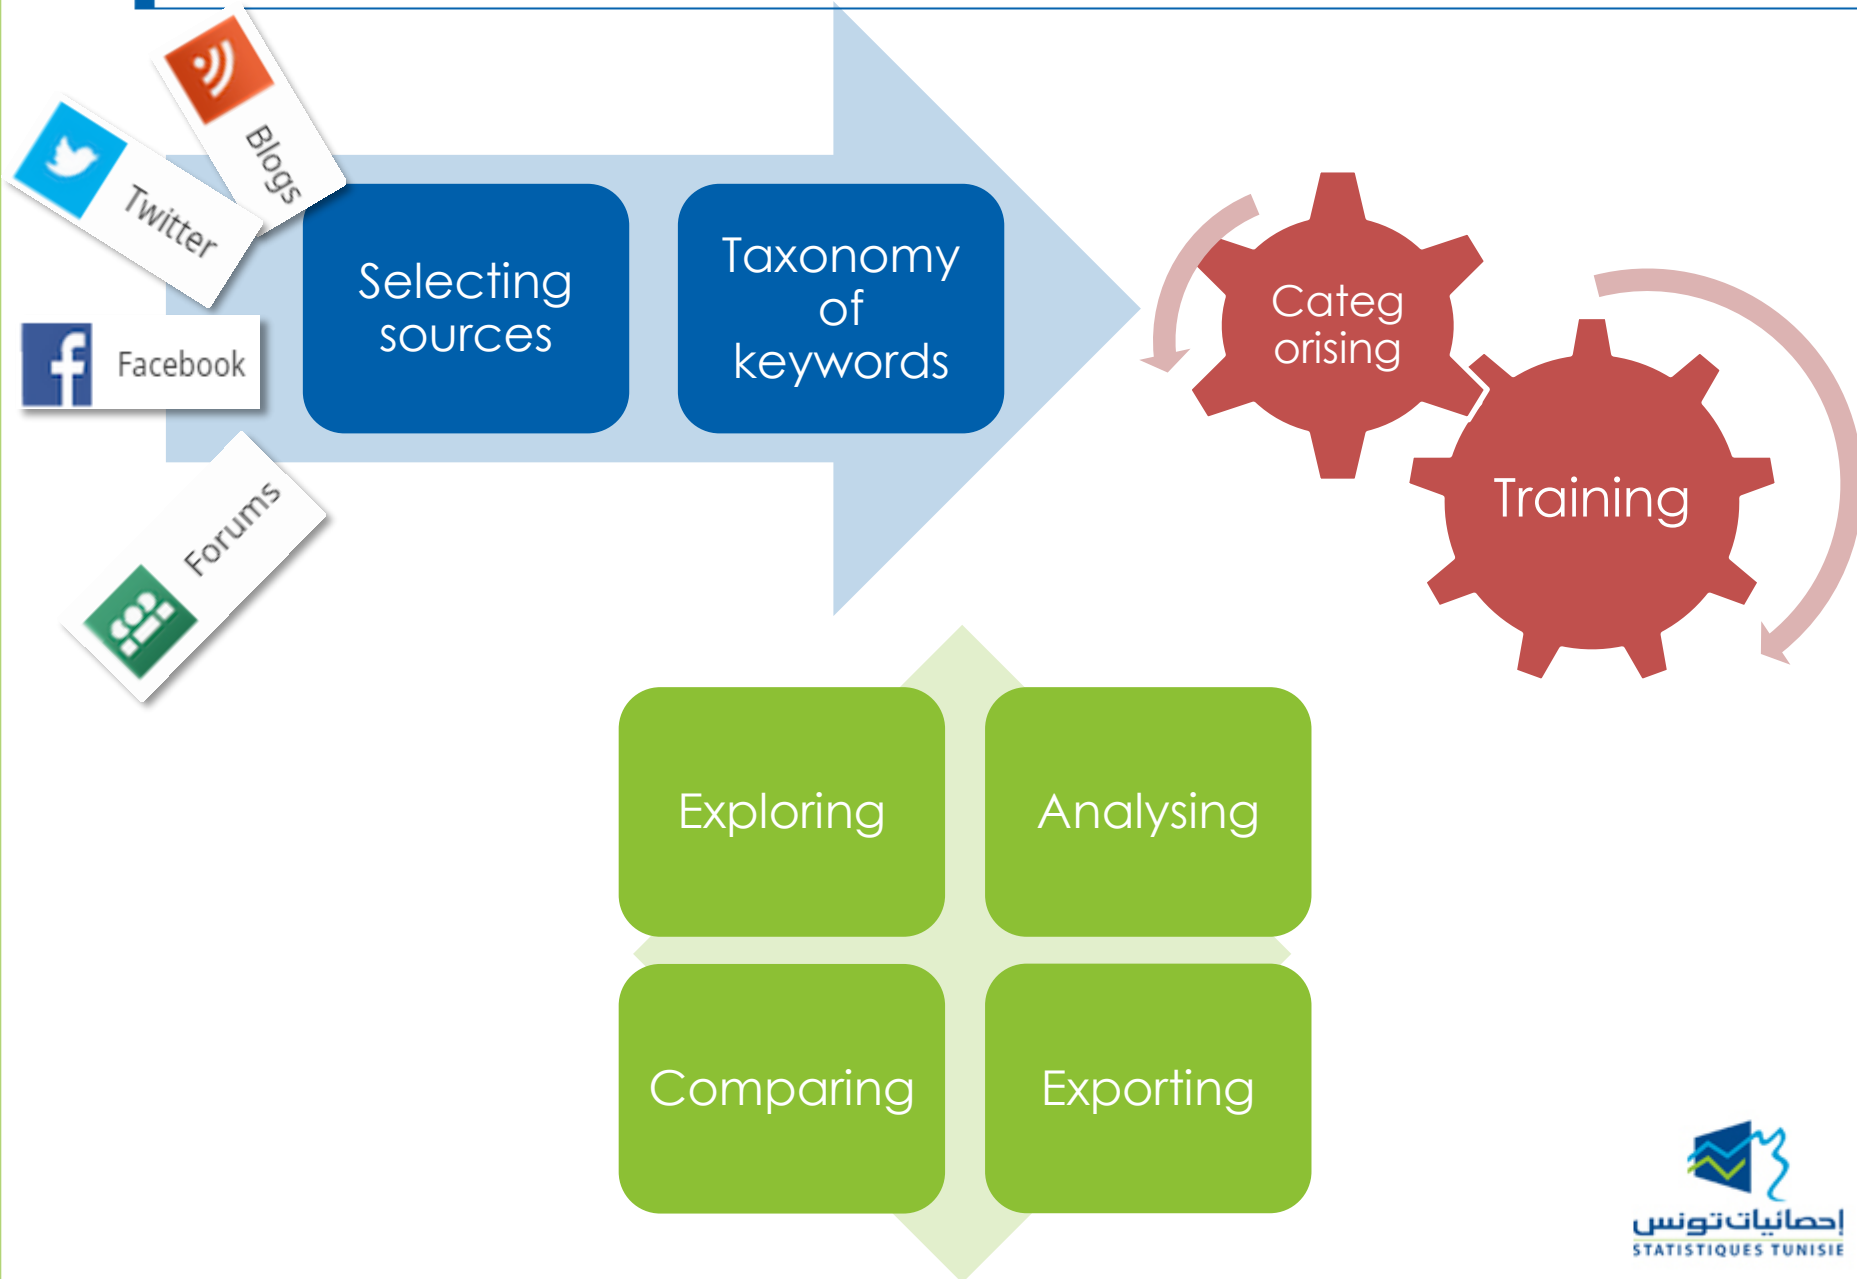 Blogs
Twitter
Facebook
Forums
Selecting
sources
Taxonomy
of
keywords
Categ
orising
Training
Exploring
Analysing
Comparing
Exporting
إحصائيات تونس
STATISTIQUES TUNISIE